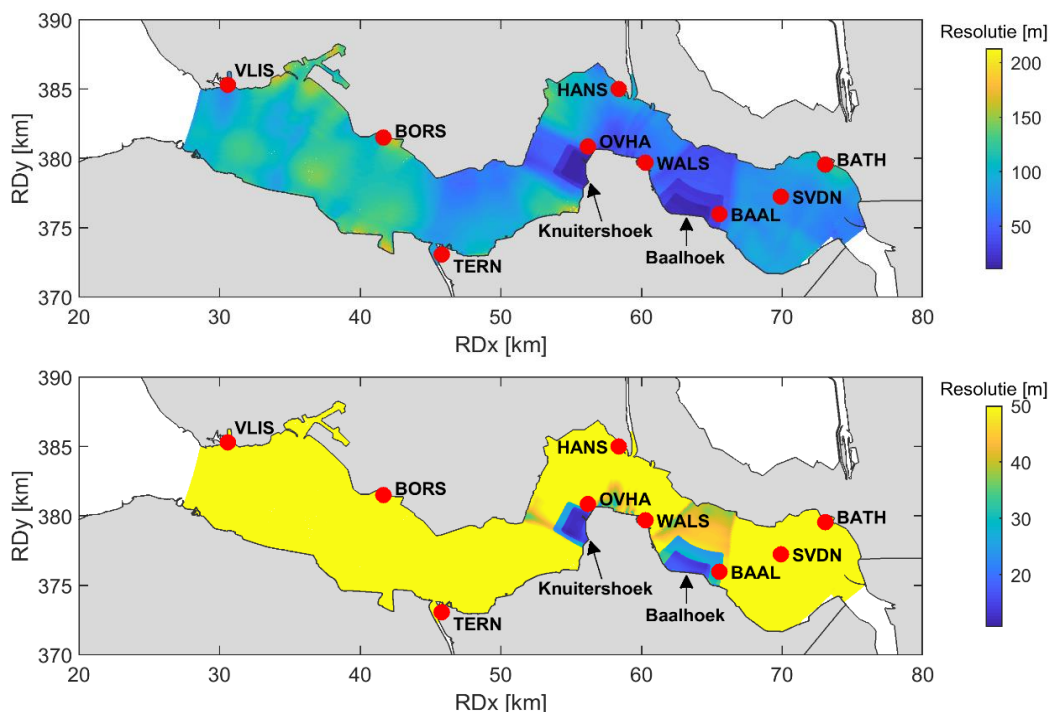 390
385
380
375
370
RDy [km]
20
30
40
50
60
70
80
RDx [km]
VLIS
BORS
TERN
HANS
OVHA
WALS
BAAL
SVDN
BATH
Knuitershoek
Baalhoek
Resolutie [m]
200
150
100
50
390
385
380
375
370
RDy [km]
20
30
40
50
60
70
80
RDx [km]
VLIS
BORS
TERN
HANS
OVHA
WALS
BAAL
SVDN
BATH
Knuitershoek
Baalhoek
Resolutie [m]
50
40
30
20